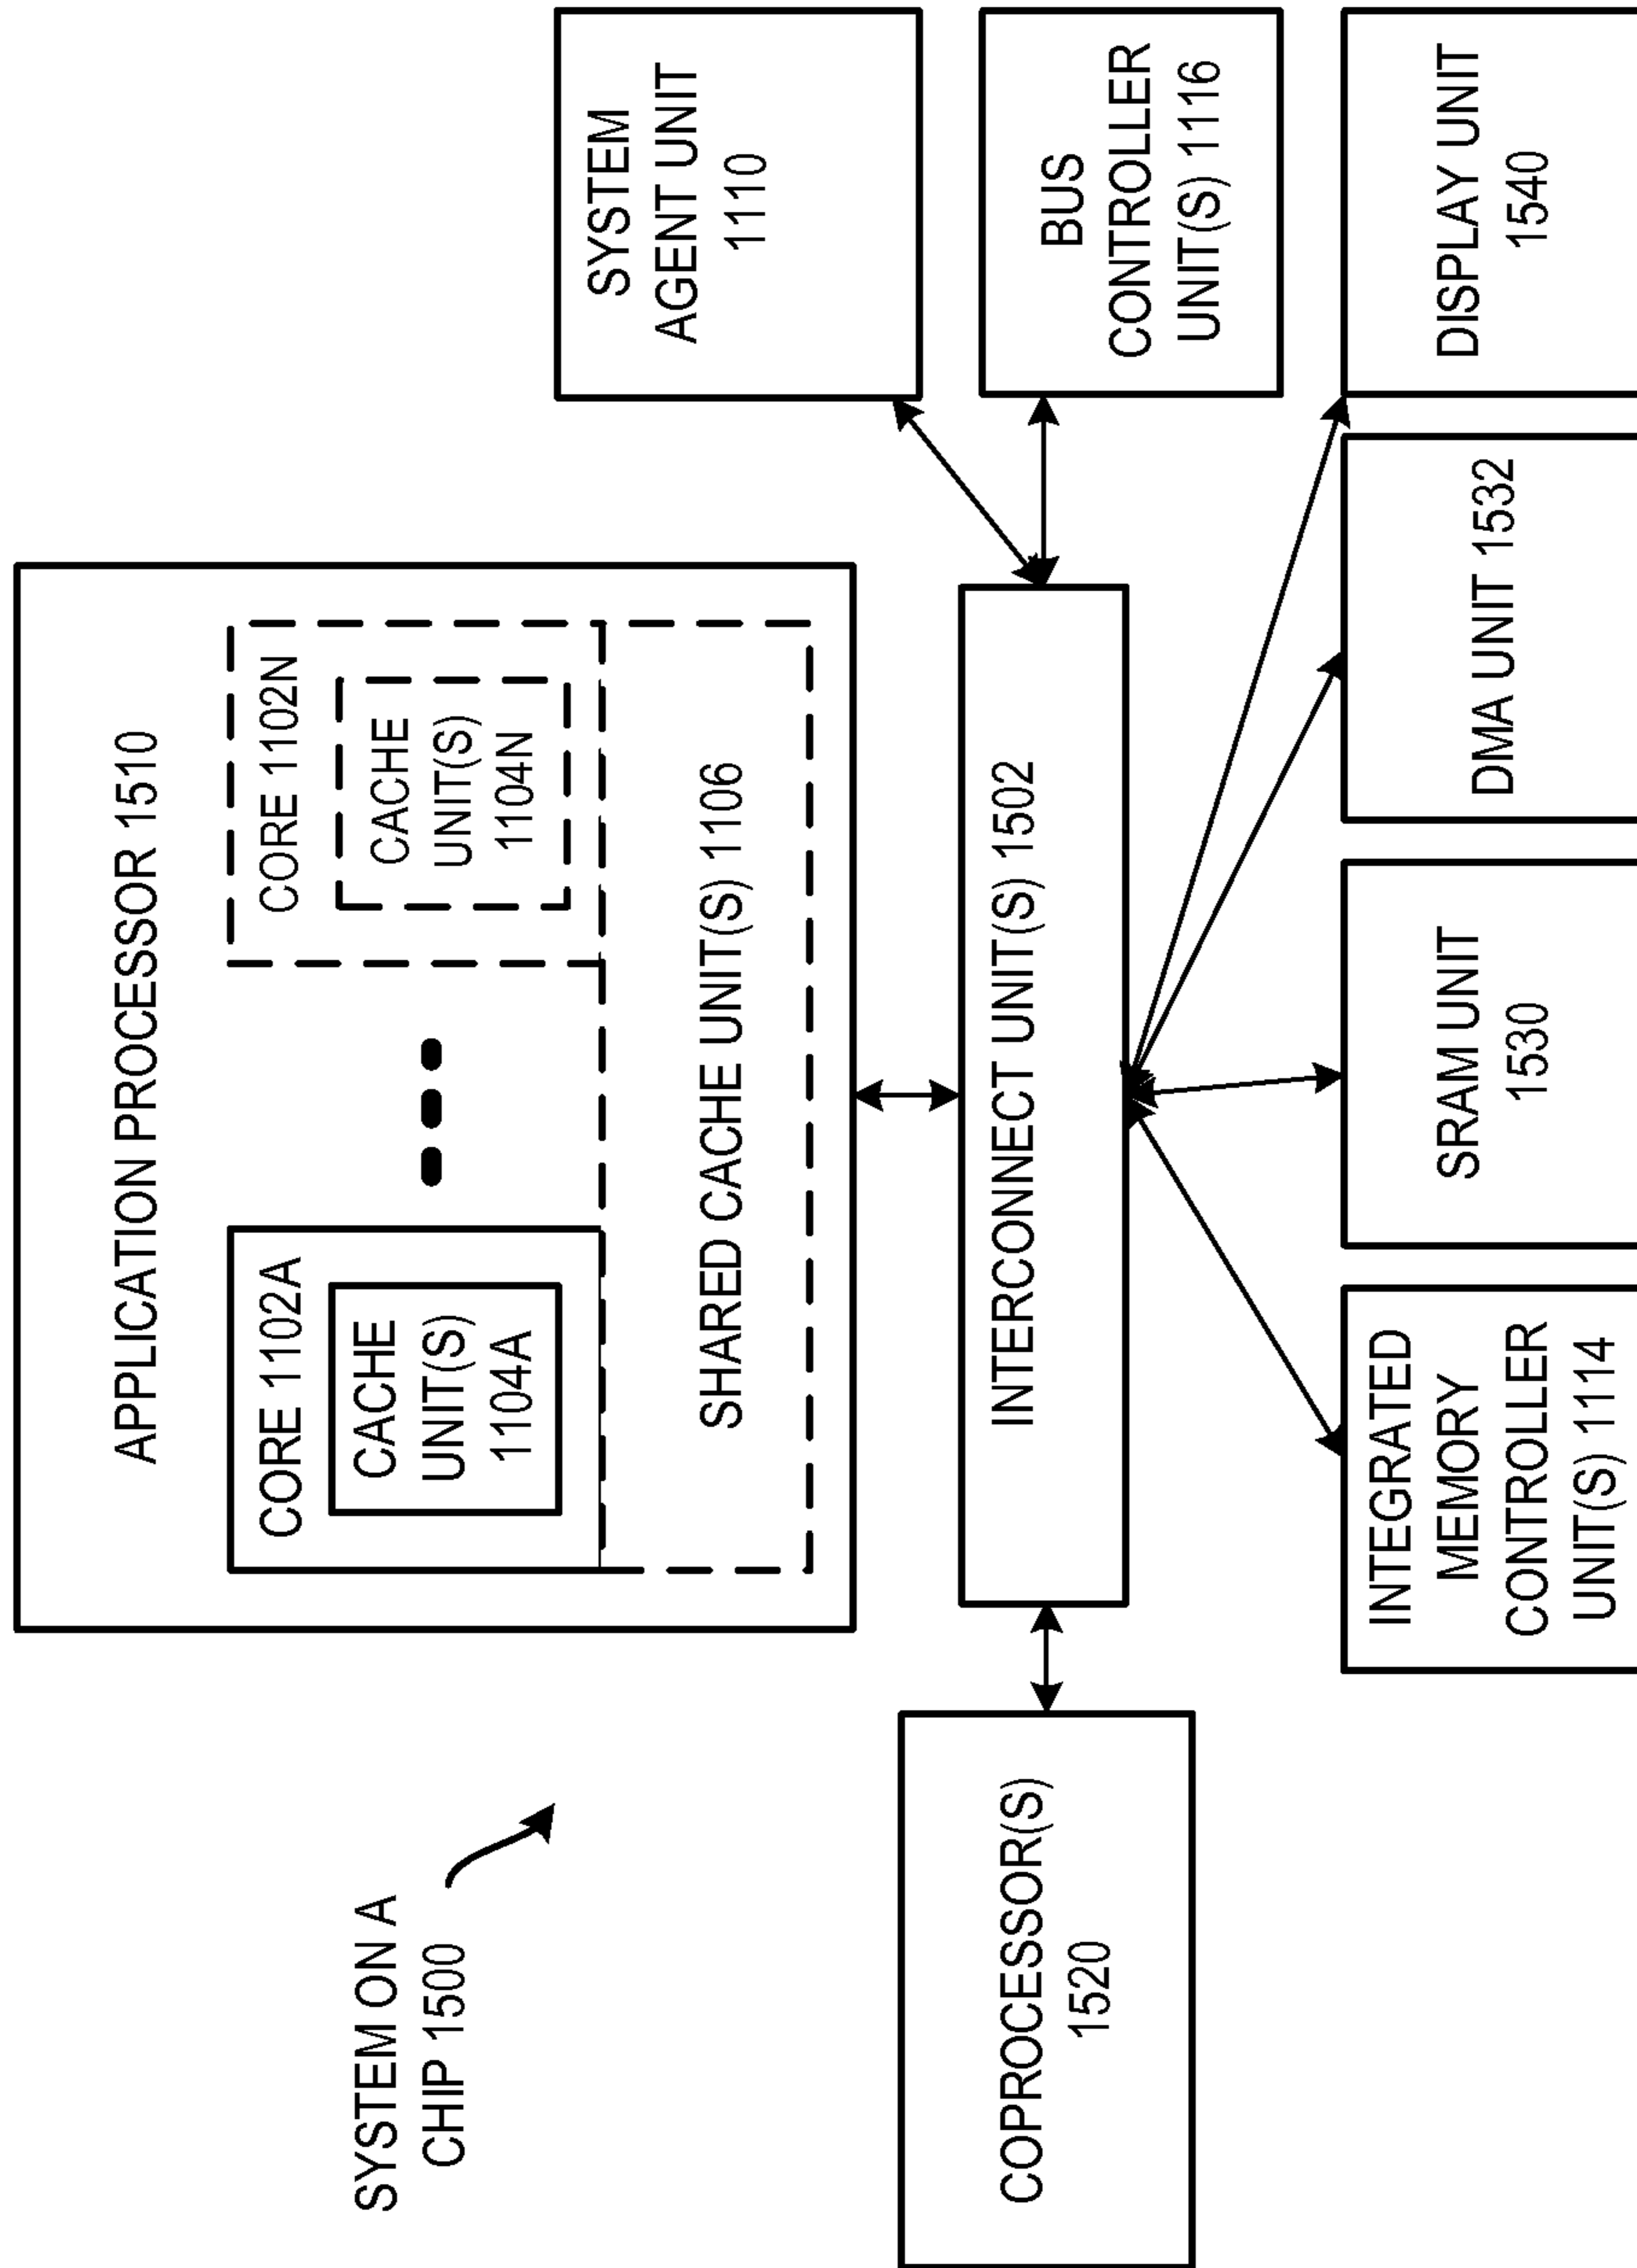 SYSTEM ON A
CHIP 1500
APPLICATION PROCESSOR 1510
CORE 1102A
CACHE
UNIT(S)
1104A
CORE 1102N
CACHE
UNIT(S)
1104N
SHARED CACHE UNIT(S) 1106
SYSTEM
AGENT UNIT
1110
COPROCESSOR(S)
1520
INTERCONNECT UNIT(S) 1502
BUS
CONTROLLER
UNIT(S) 1116
INTEGRATED
MEMORY
CONTROLLER
UNIT(S) 1114
SRAM UNIT
1530
DMA UNIT 1532
DISPLAY UNIT
1540